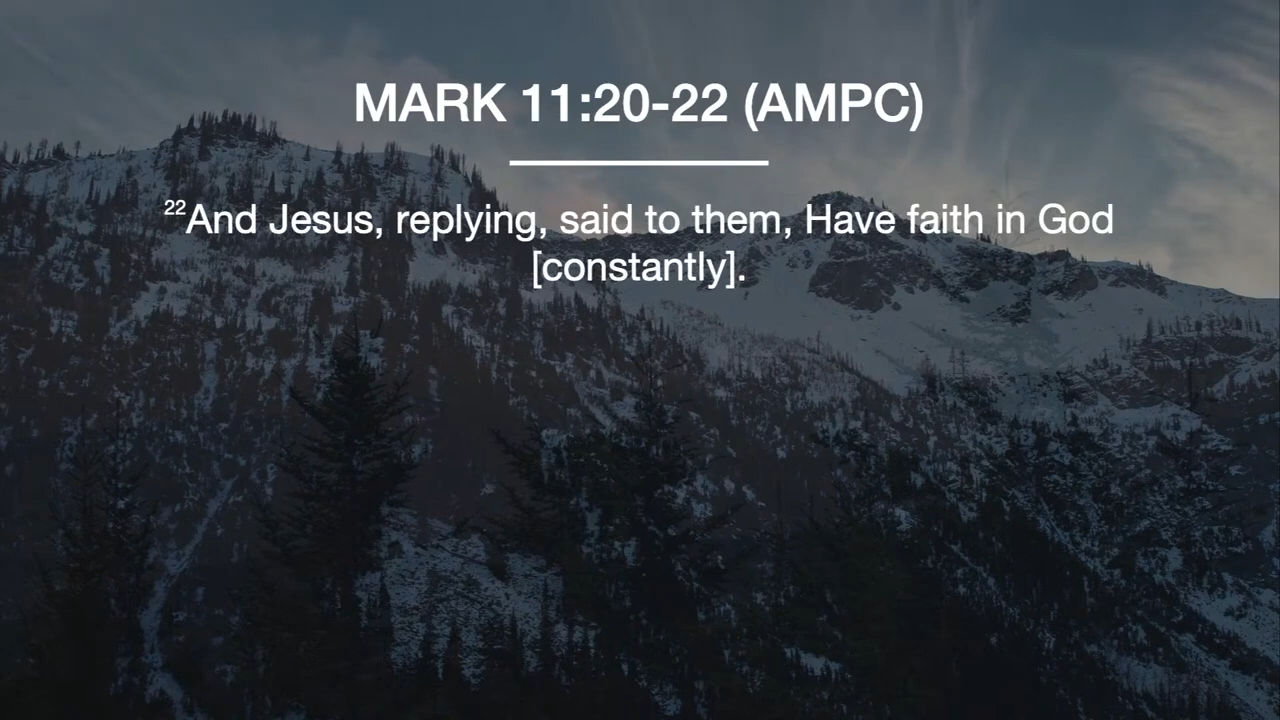 MARK 11:20-22 (AMPC)
22And Jesus, replying, said to them, Have faith in God
[constantly].